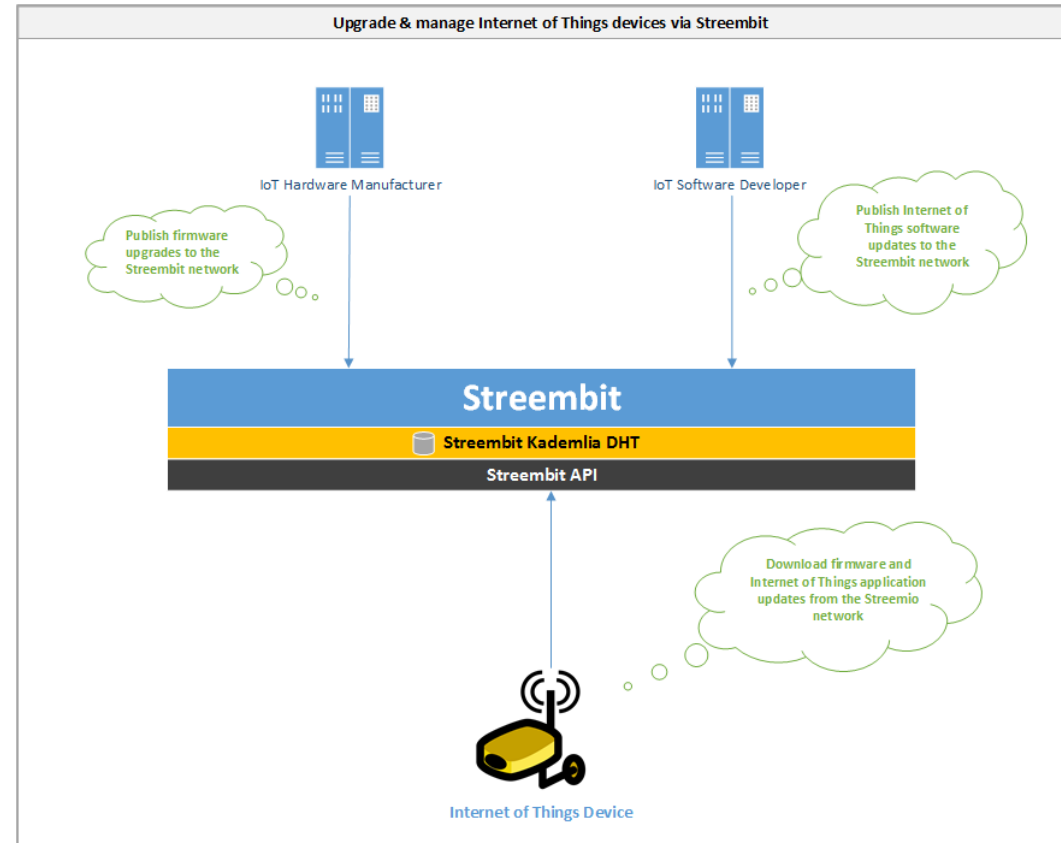 Upgrade & manage Internet of Things devices via Streembit
IoT Hardware Manufacturer
IoT Software Developer
Publish firmware
upgrades to the
Streembit network
Publish Internet of
Things software
updates to the
Streembit network
Streembit
Streembit Kademlia DHT
Streembit API
Download firmware and
Internet of Things application
updates from the Streemio
network
Internet of Things Device